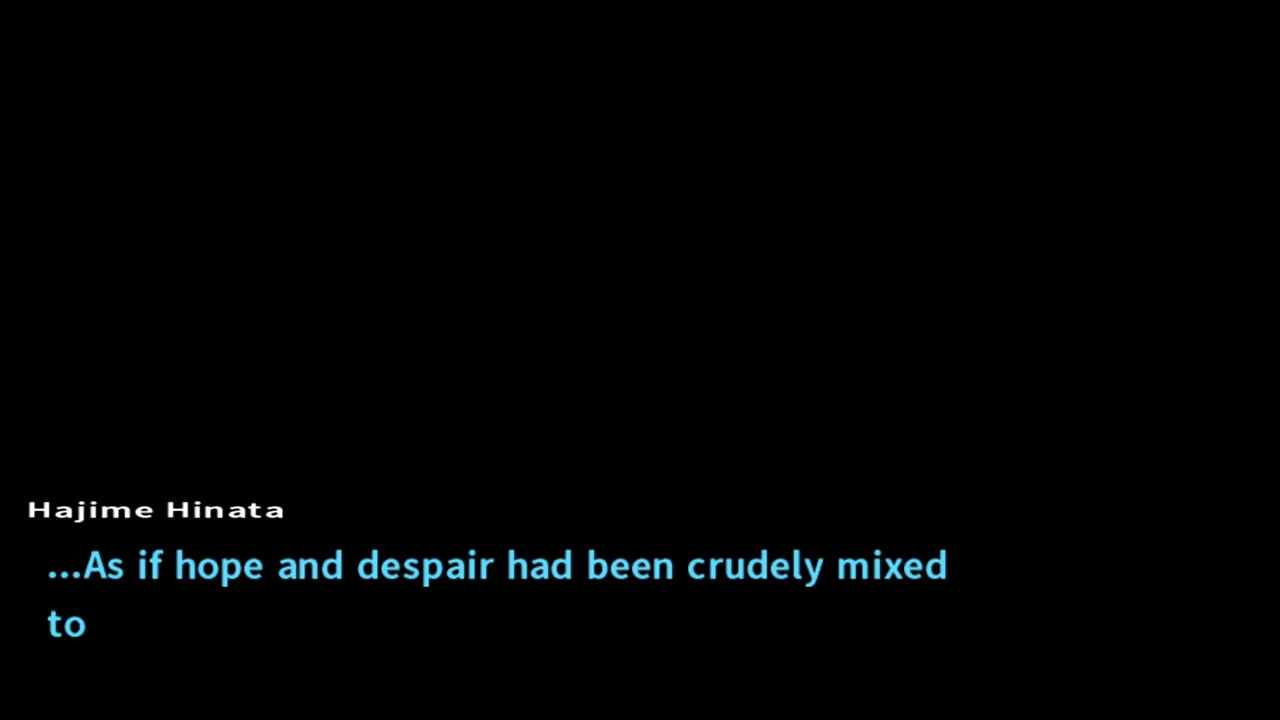 Hajime Hinata
...As if hope and despair had been crudely mixed
to